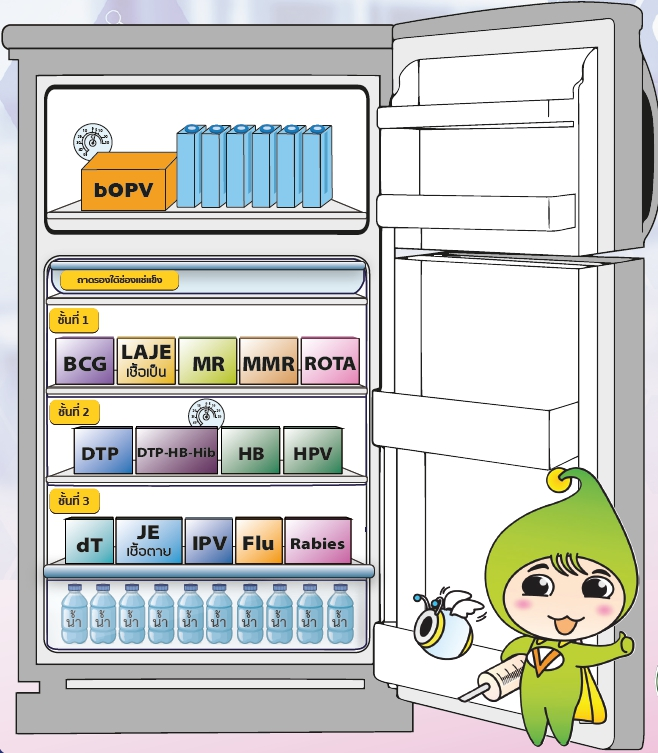 bOPV
ถาดรองใต้ช่องแช่แข็ง
ชั้นที่ 1
BCG
LAJE
เชื้อเป็น
MR
MMR
ROTA
ชั้นที่ 2
DTP
DTP-HB-Hib
HB
HPV
ชั้นที่ 3
dT
JE
เชื้อตาย
IPV
Flu
Rabies
น้ำ
น้ำ
น้ำ
น้ำ
น้ำ
น้ำ
น้ำ
น้ำ
น้ำ
น้ำ
V